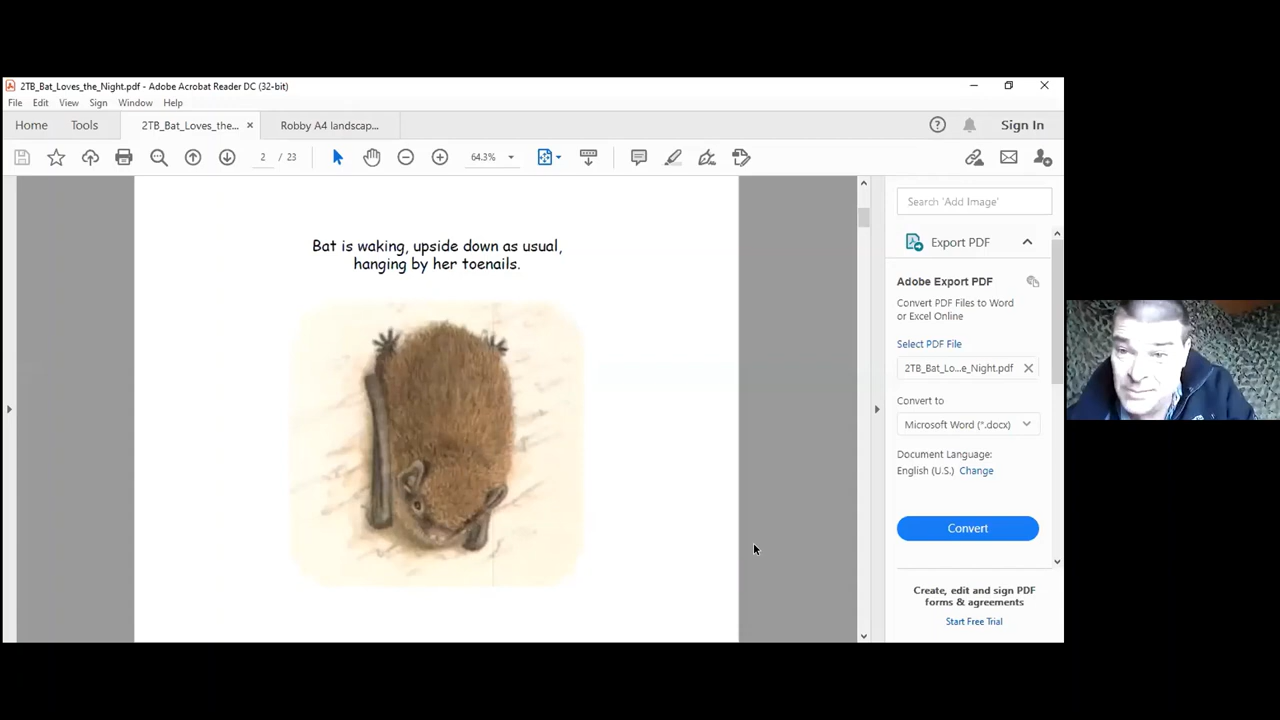 2TB_Bat_Loves_the_Night.pdf - Adobe Acrobat Reader DC (32-bit)
File Edit View Sign Window Help
Home Tools 2TB_Bat_Loves_the... Robby A4 landscap... Sign In
2 / 23 64.3%
Bat is waking, upside down as usual,
hanging by her toenails.
Search 'Add Image'
Export PDF
Adobe Export PDF
Convert PDF Files to Word
or Excel Online
Select PDF File
2TB_Bat_Lo...e_Night.pdf
Convert to
Microsoft Word (*.docx)
Document Language:
English (U.S.) Change
Convert
Create, edit and sign PDF
forms & agreements
Start Free Trial